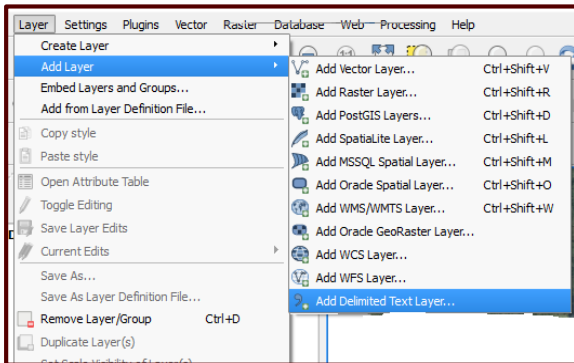 Layer Settings Plugins Vector Raster Database Web Processing Help
Create Layer
Add Layer
Embed Layers and Groups...
Add from Layer Definition File...
Copy style
Paste style
Open Attribute Table
Toggle Editing
Save Layer Edits
Current Edits
Save As...
Save As Layer Definition File...
Remove Layer/Group Ctrl+D
Duplicate Layer(s)
Set Scale Visibility of Layer(s)
Add Vector Layer... Ctrl+Shift+V
Add Raster Layer... Ctrl+Shift+R
Add PostGIS Layers... Ctrl+Shift+D
Add SpatiaLite Layer... Ctrl+Shift+L
Add MSSQL Spatial Layer... Ctrl+Shift+M
Add Oracle Spatial Layer... Ctrl+Shift+O
Add WMS/WMTS Layer... Ctrl+Shift+W
Add Oracle GeoRaster Layer...
Add WCS Layer...
Add WFS Layer...
Add Delimited Text Layer...